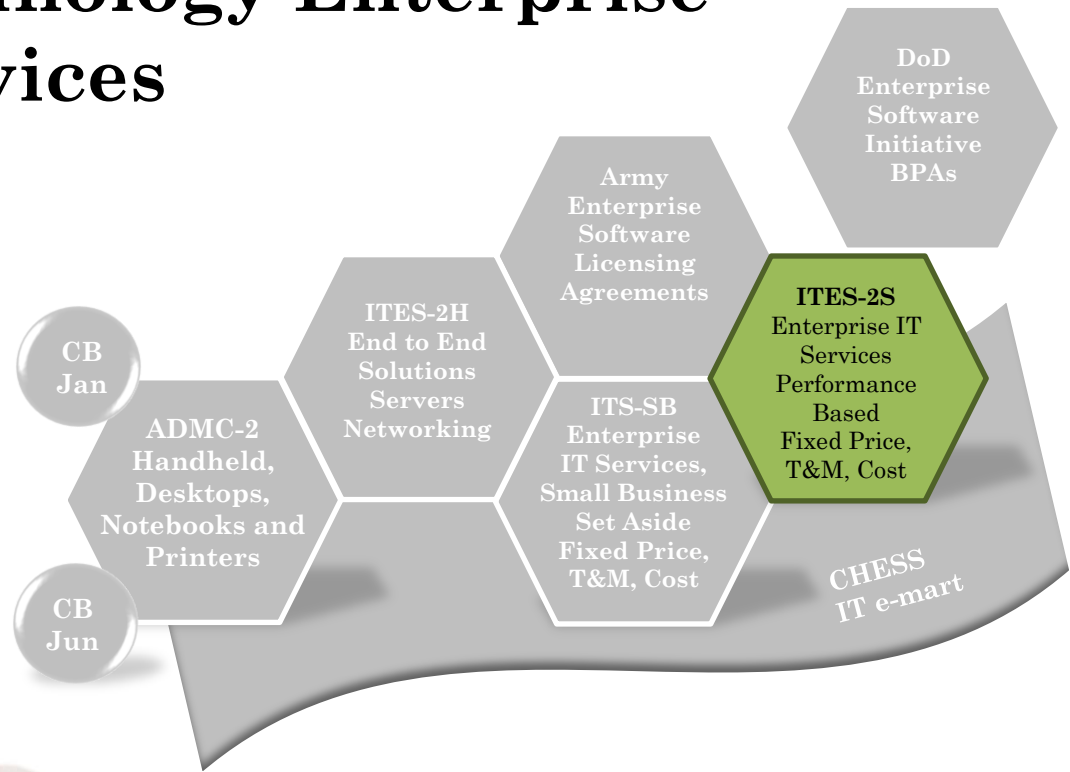 nology Enterprise
vices
DoD
Enterprise
Software
Initiative
BPAs
Army
Enterprise
Software
Licensing
Agreements
ITES-2S
Enterprise IT
Services
Performance
Based
Fixed Price,
T&M, Cost
ITES-2H
End to End
Solutions
Servers
Networking
CB
Jan
ITS-SB
Enterprise
IT Services,
Small Business
Set Aside
Fixed Price,
T&M, Cost
ADMC-2
Handheld,
Desktops,
Notebooks and
Printers
CB
Jun
CHESS
IT e-mart